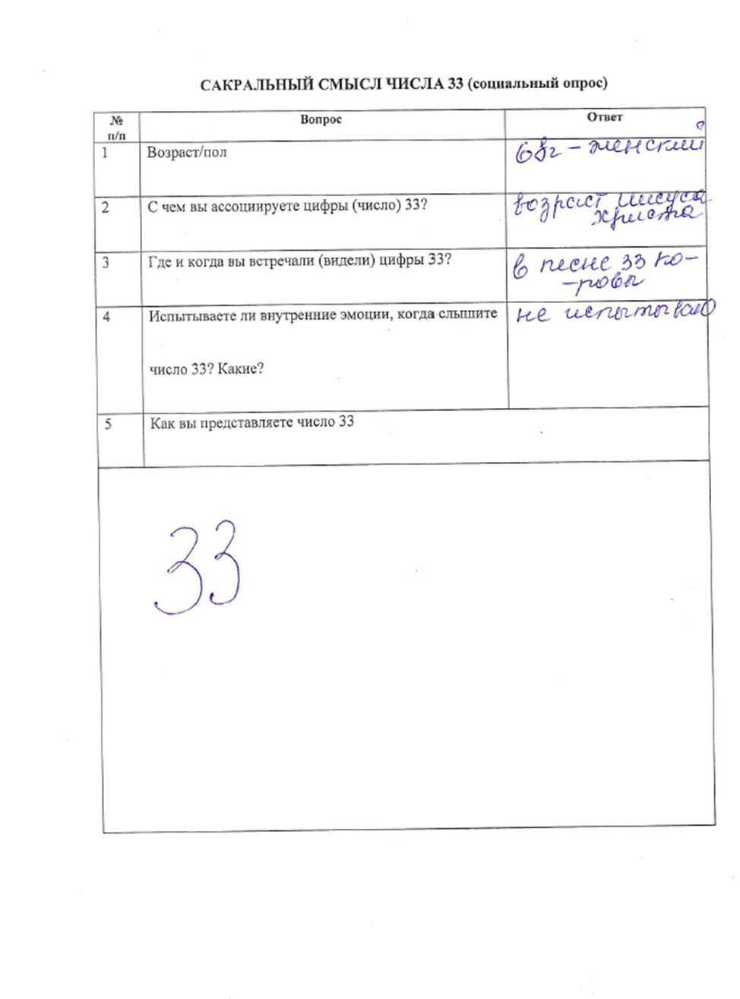 САКРАЛЬНЫЙ СМЫСЛ ЧИСЛА 33 (социальный опрос)
№ п/п
Вопрос
Ответ
1
Возраст/пол
68г – женский
2
С чем вы ассоциируете цифры (число) 33?
возраст Иисуса
Христа
3
Где и когда вы встречали (видели) цифры 33?
в песне 33 ко-
-ровы
4
Испытываете ли внутренние эмоции, когда слышите
число 33? Какие?
не испытываю
5
Как вы представляете число 33
33